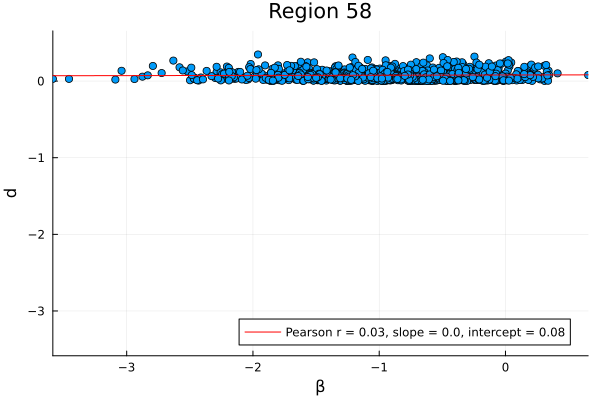 Region 58
0
−1
d
−2
−3
Pearson r = 0.03, slope = 0.0, intercept = 0.08
−3 −2 −1 0
β